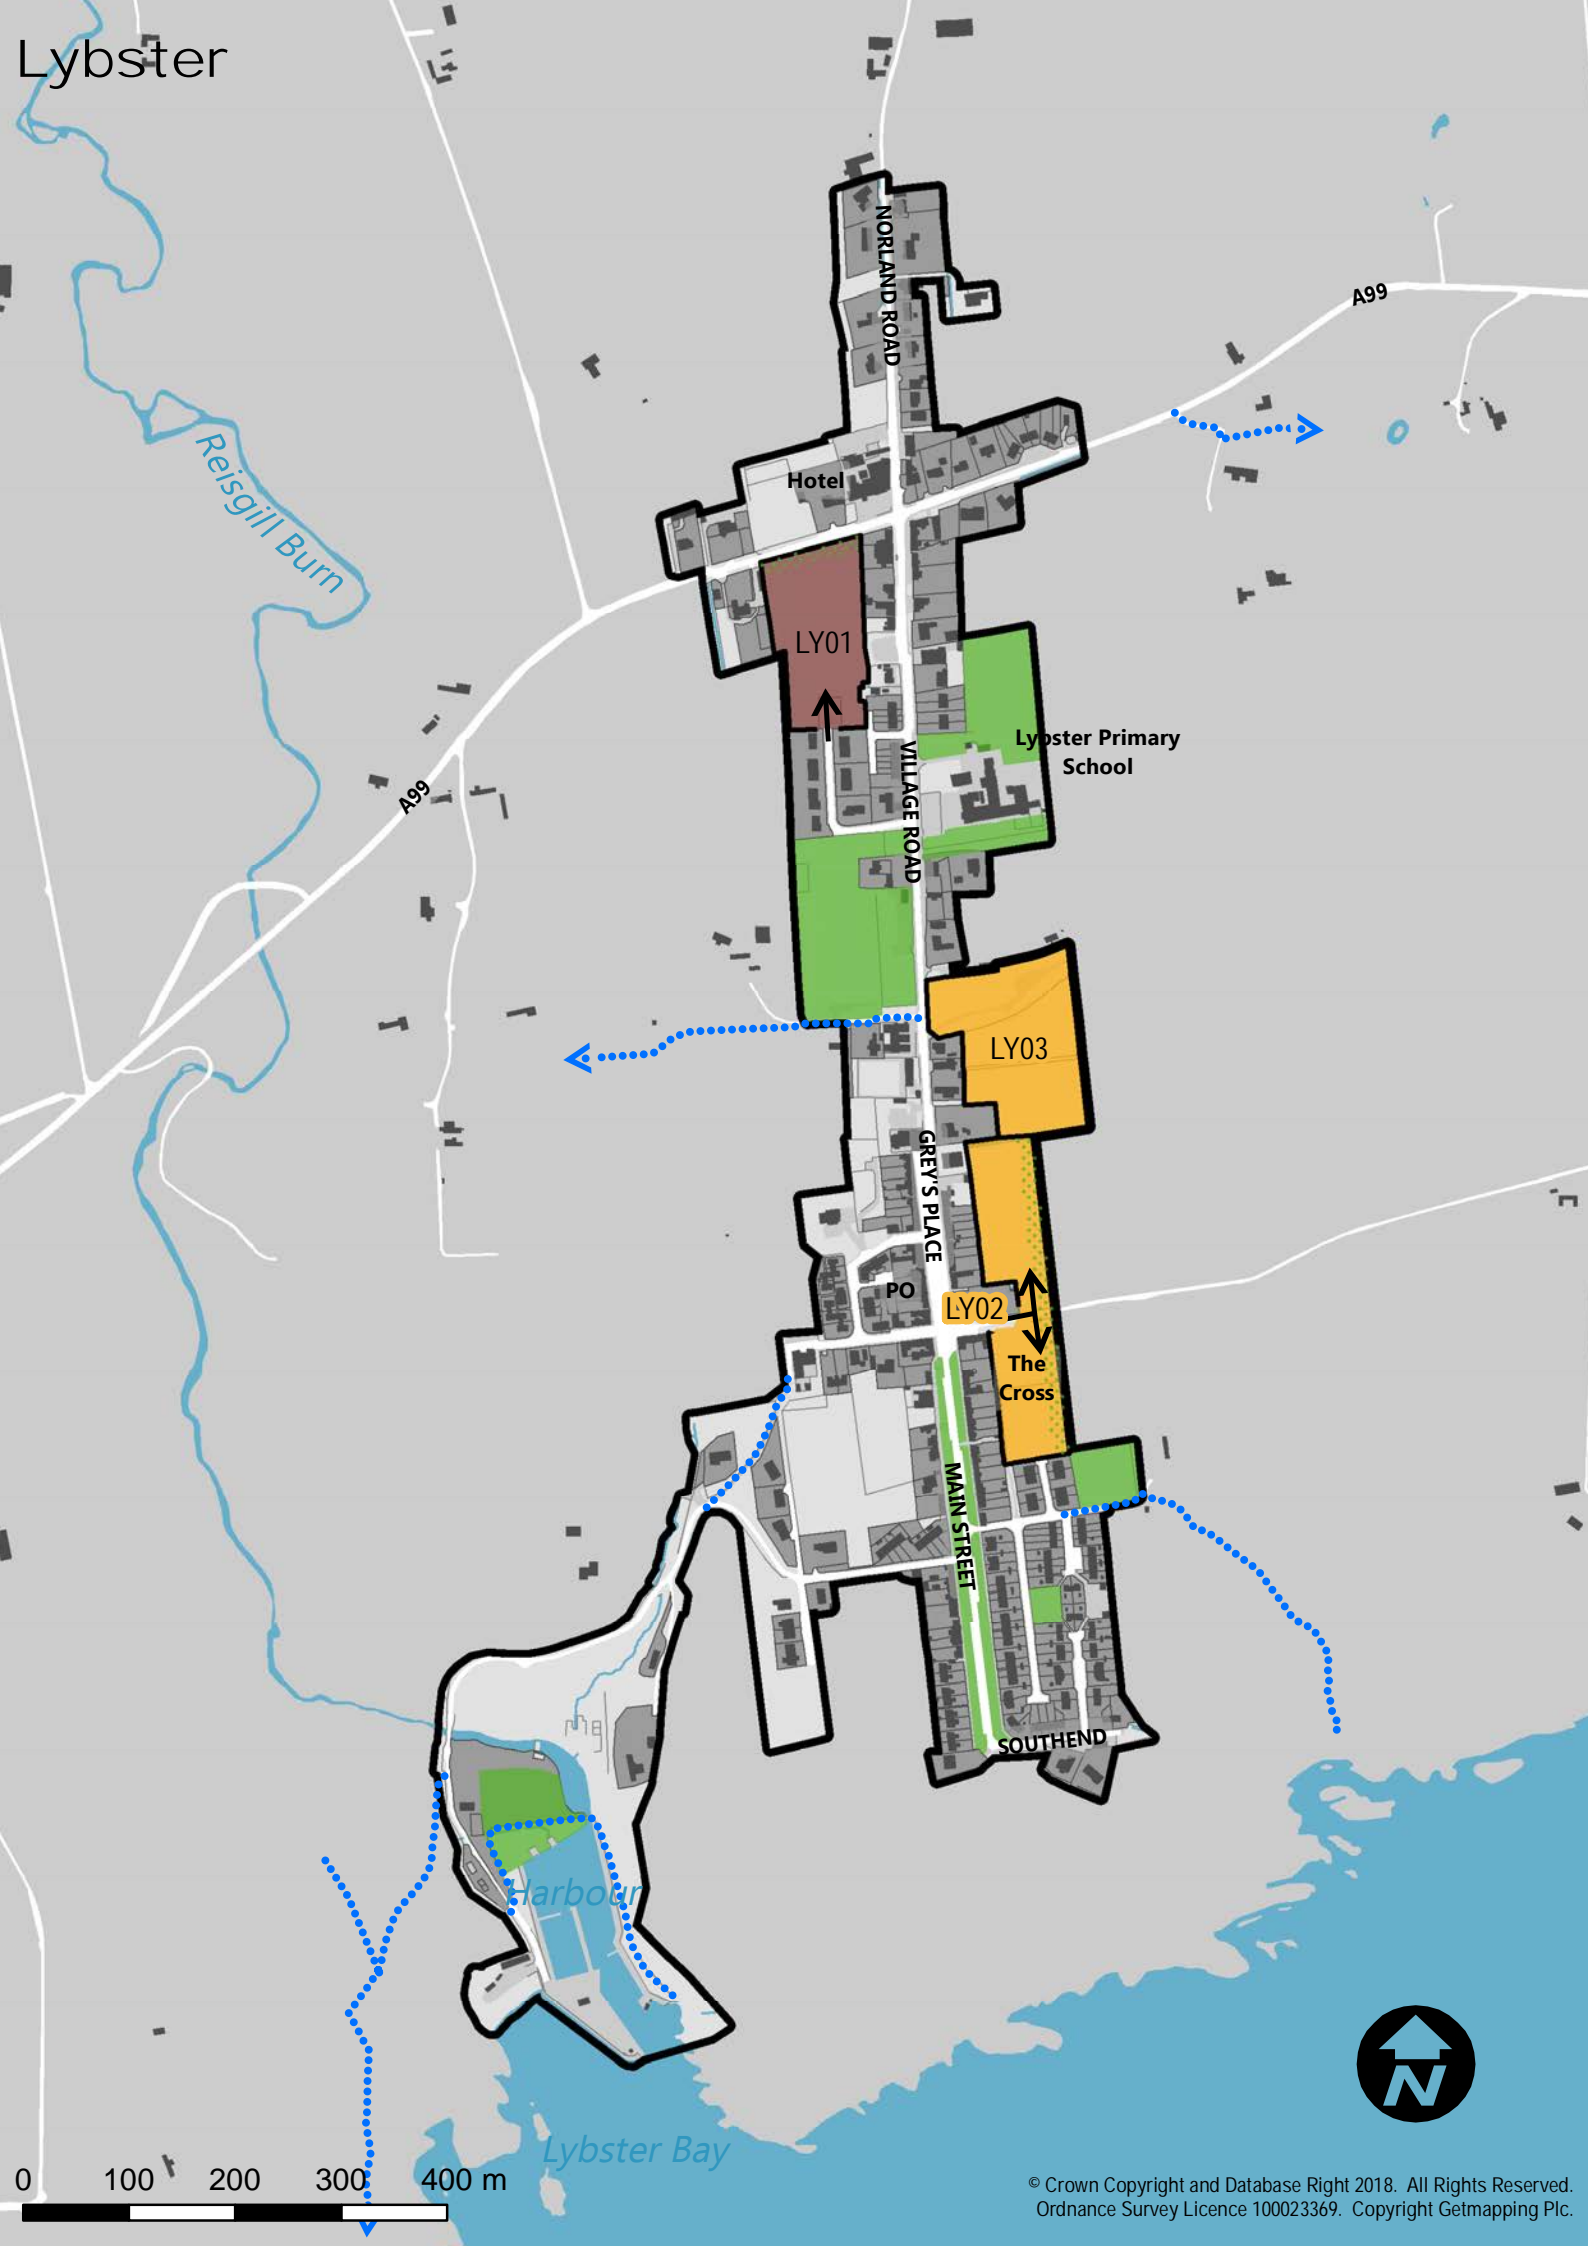 Lybster
NORLAND ROAD
A99
Reisgill Burn
Hotel
LY01
Lybster Primary
School
VILLAGE ROAD
A99
LY03
GREY'S PLACE
PO
LY02
The
Cross
MAIN STREET
SOUTHEND
Harbour
Lybster Bay
N
0 100 200 300 400 m
© Crown Copyright and Database Right 2018. All Rights Reserved.
Ordnance Survey Licence 100023369. Copyright Getmapping Plc.